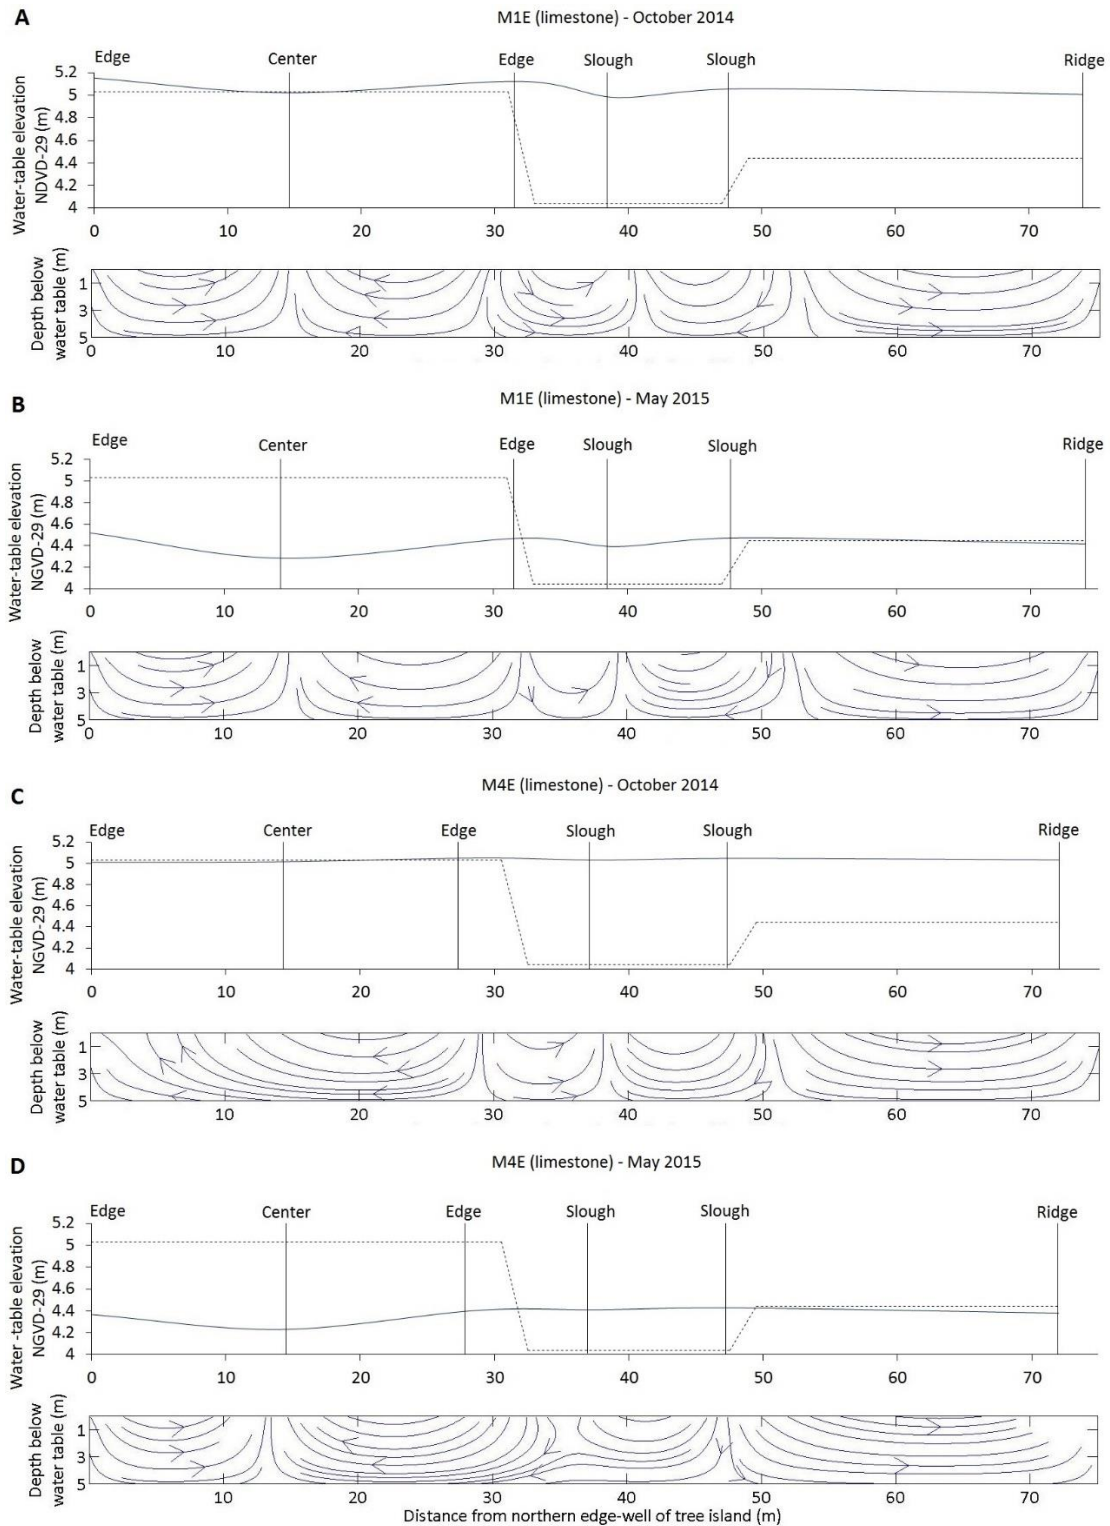 A
M1E (limestone) - October 2014
Edge Center Edge Slough Slough Ridge
Water-table elevation
NDVD-29 (m)
5.2
5
4.8
4.6
4.4
4.2
4
0 10 20 30 40 50 60 70
Depth below
water table (m)
1
3
5
0 10 20 30 40 50 60 70
B
M1E (limestone) - May 2015
Edge Center Edge Slough Slough Ridge
Water-table elevation
NGVD-29 (m)
5.2
5
4.8
4.6
4.4
4.2
4
0 10 20 30 40 50 60 70
Depth below
water table (m)
1
3
5
0 10 20 30 40 50 60 70
C
M4E (limestone) - October 2014
Edge Center Edge Slough Slough Ridge
Water-table elevation
NGVD-29 (m)
5.2
5
4.8
4.6
4.4
4.2
4
0 10 20 30 40 50 60 70
Depth below
water table (m)
1
3
5
0 10 20 30 40 50 60 70
D
M4E (limestone) - May 2015
Edge Center Edge Slough Slough Ridge
Water -table elevation
NGVD-29 (m)
5.2
5
4.8
4.6
4.4
4.2
4
0 10 20 30 40 50 60 70
Depth below
water table (m)
1
3
5
0 10 20 30 40 50 60 70
Distance from northern edge-well of tree island (m)